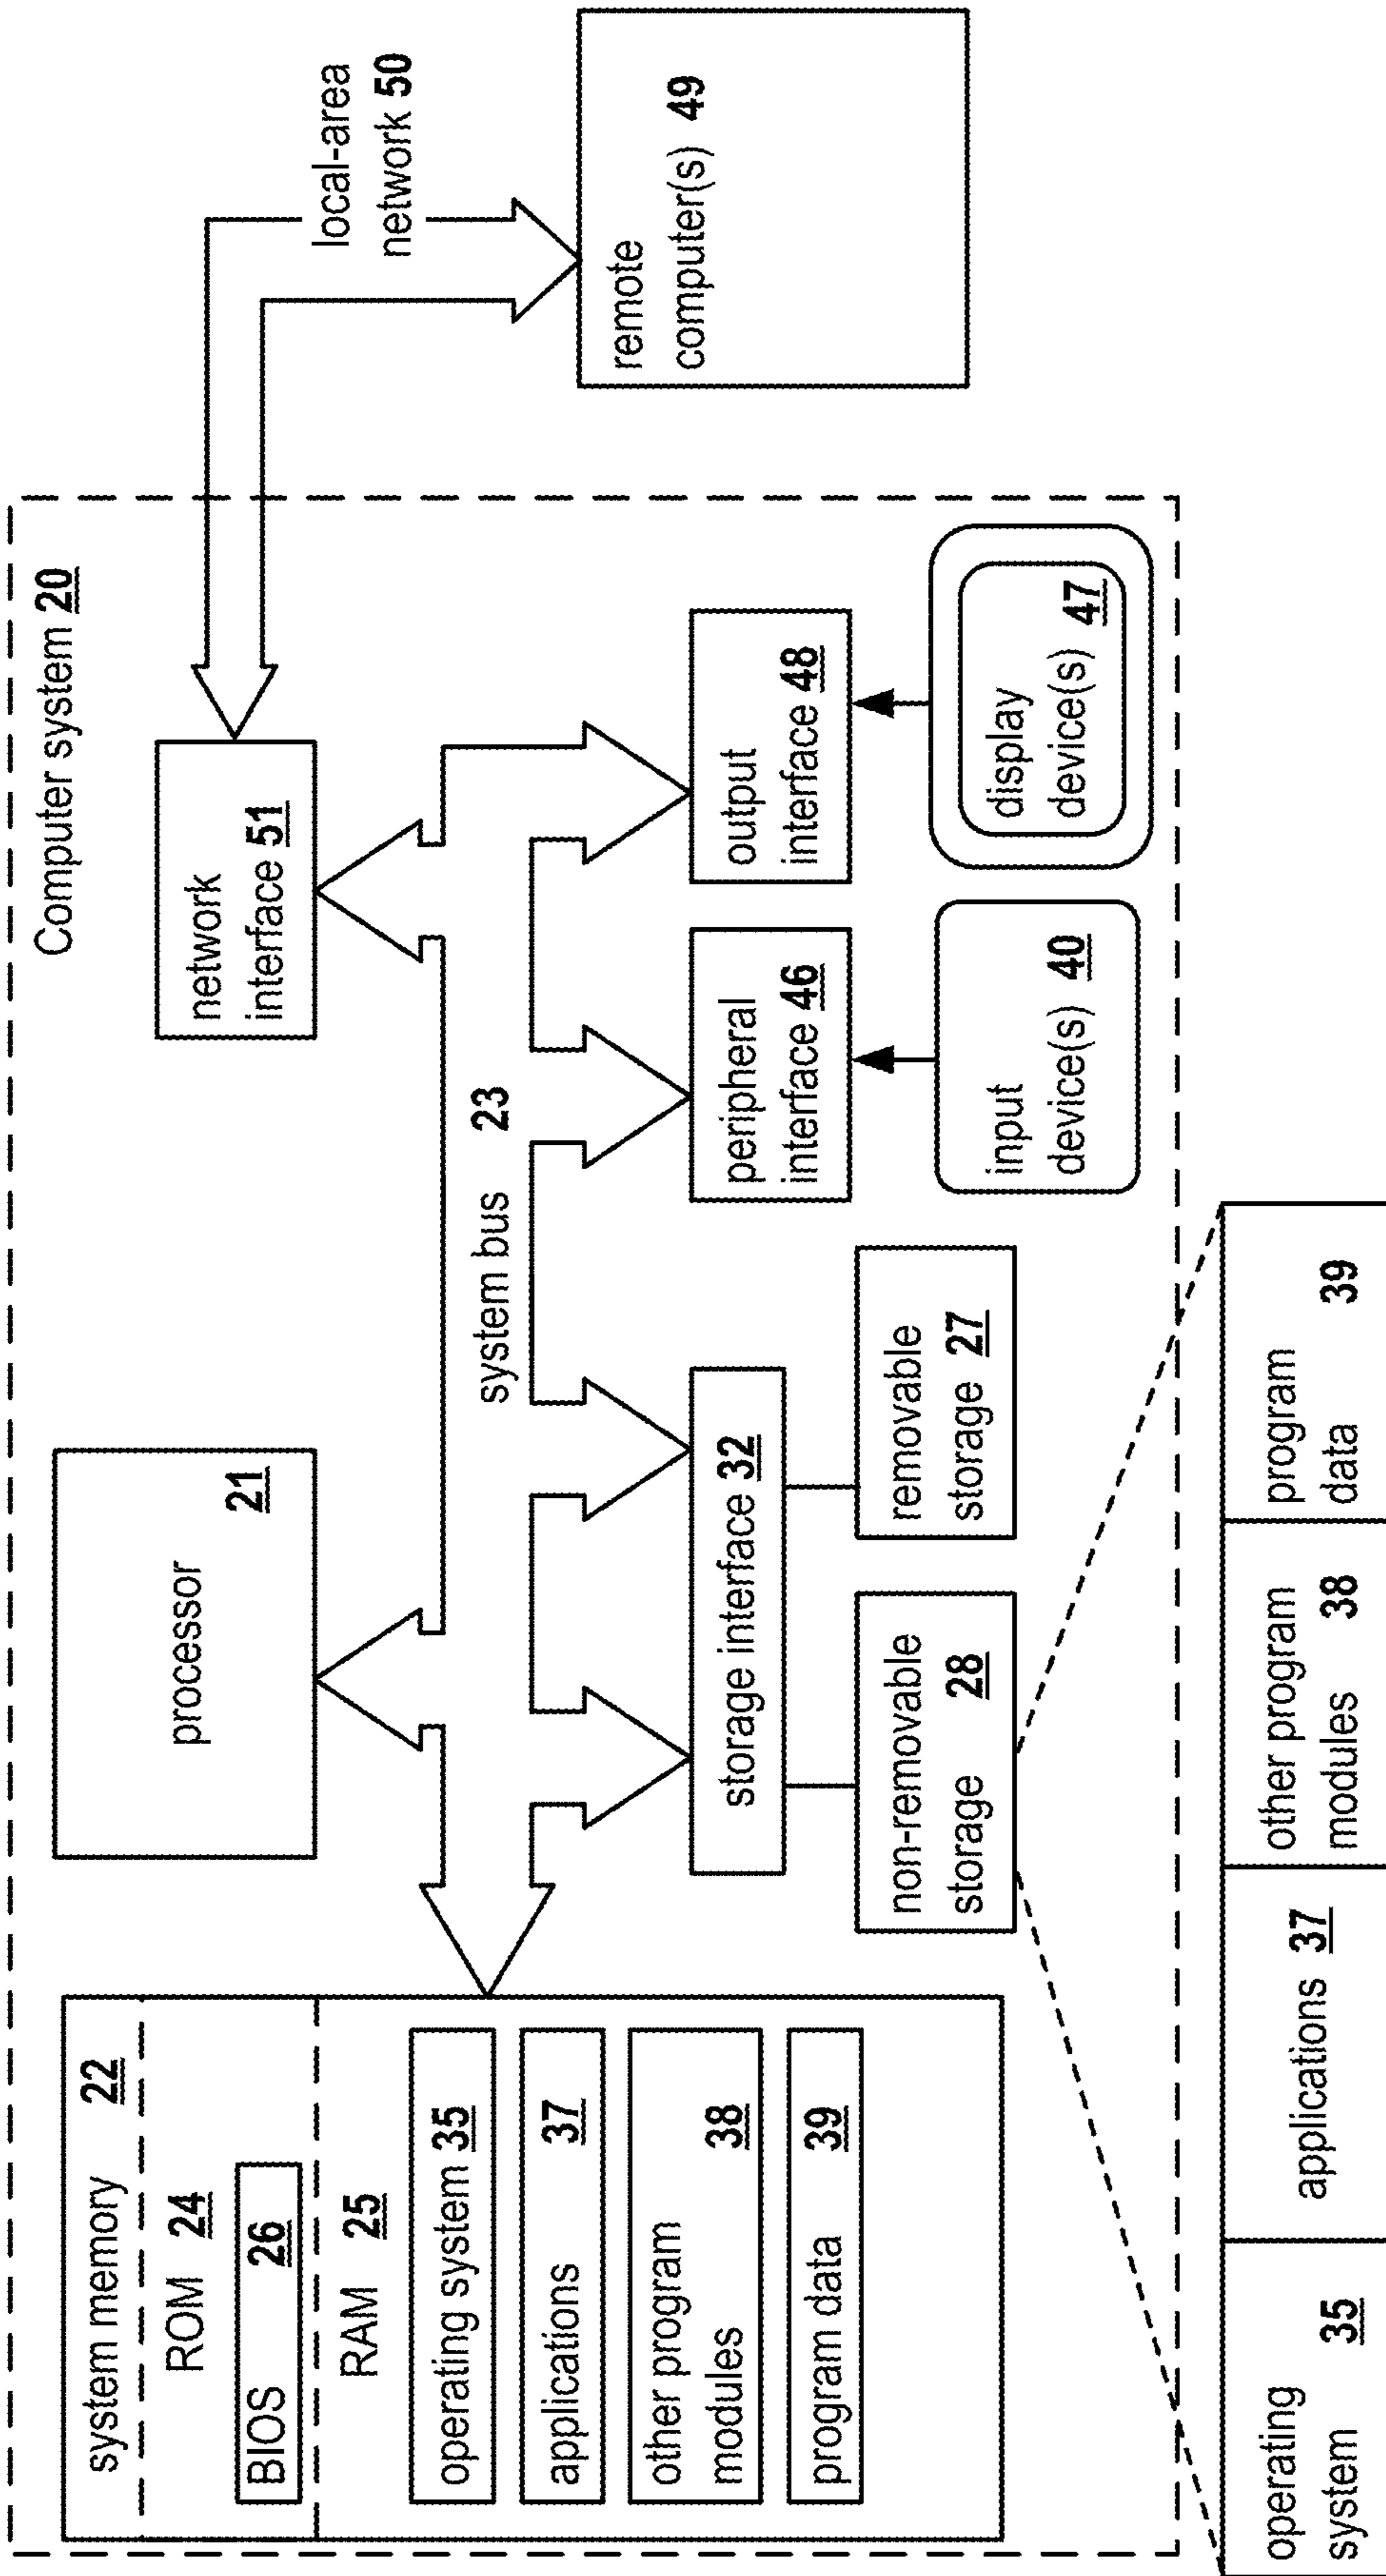 Computer system 20
system memory 22
ROM 24
BIOS 26
RAM 25
operating system 35
applications 37
other program
modules 38
program data 39
processor
21
network
interface 51
local-area
network 50
system bus 23
storage interface 32
peripheral
interface 46
output
interface 48
remote
computer(s) 49
non-removable
storage 28
removable
storage 27
input
device(s) 40
display
device(s) 47
operating
system 35
applications 37
other program
modules 38
program
data 39